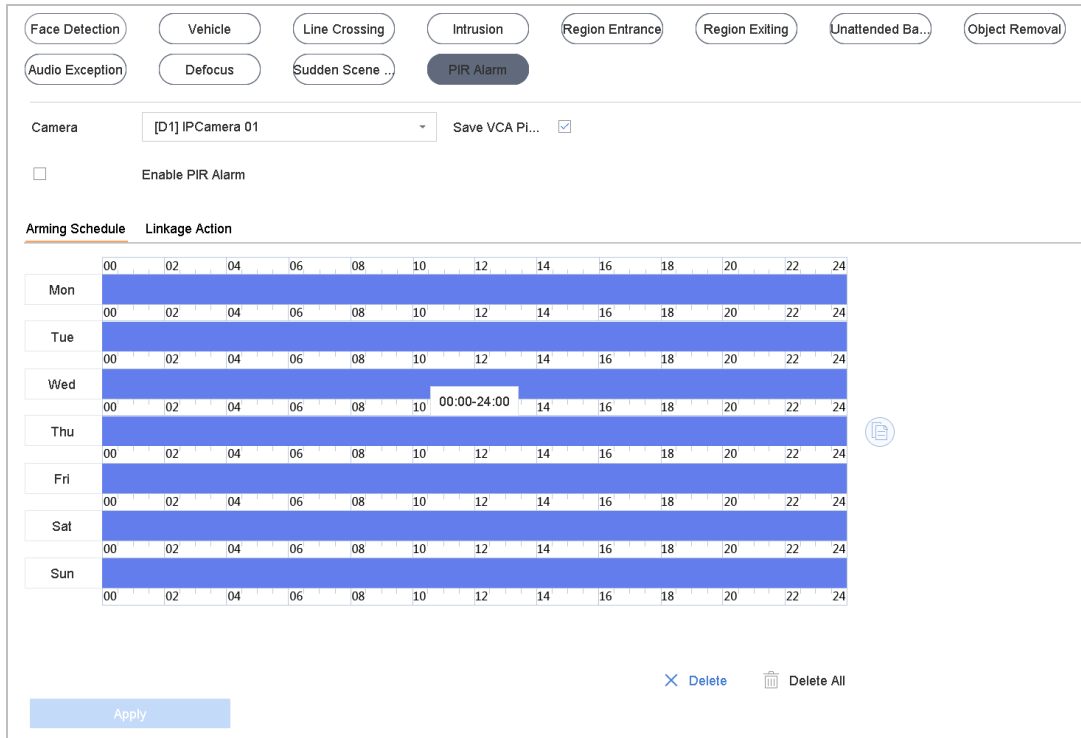 Face Detection Vehicle Line Crossing Intrusion Region Entrance Region Exiting Unattended Ba... Object Removal
Audio Exception Defocus Sudden Scene ... PIR Alarm
Camera [D1] IPCamera 01 Save VCA Pi...
Enable PIR Alarm
Arming Schedule Linkage Action
00 02 04 06 08 10 12 14 16 18 20 22 24
Mon
00 02 04 06 08 10 12 14 16 18 20 22 24
Tue
00 02 04 06 08 10 12 14 16 18 20 22 24
Wed
00 02 04 06 08 10 00:00-24:00 14 16 18 20 22 24
Thu
00 02 04 06 08 10 12 14 16 18 20 22 24
Fri
00 02 04 06 08 10 12 14 16 18 20 22 24
Sat
00 02 04 06 08 10 12 14 16 18 20 22 24
Sun
00 02 04 06 08 10 12 14 16 18 20 22 24
Delete Delete All
Apply